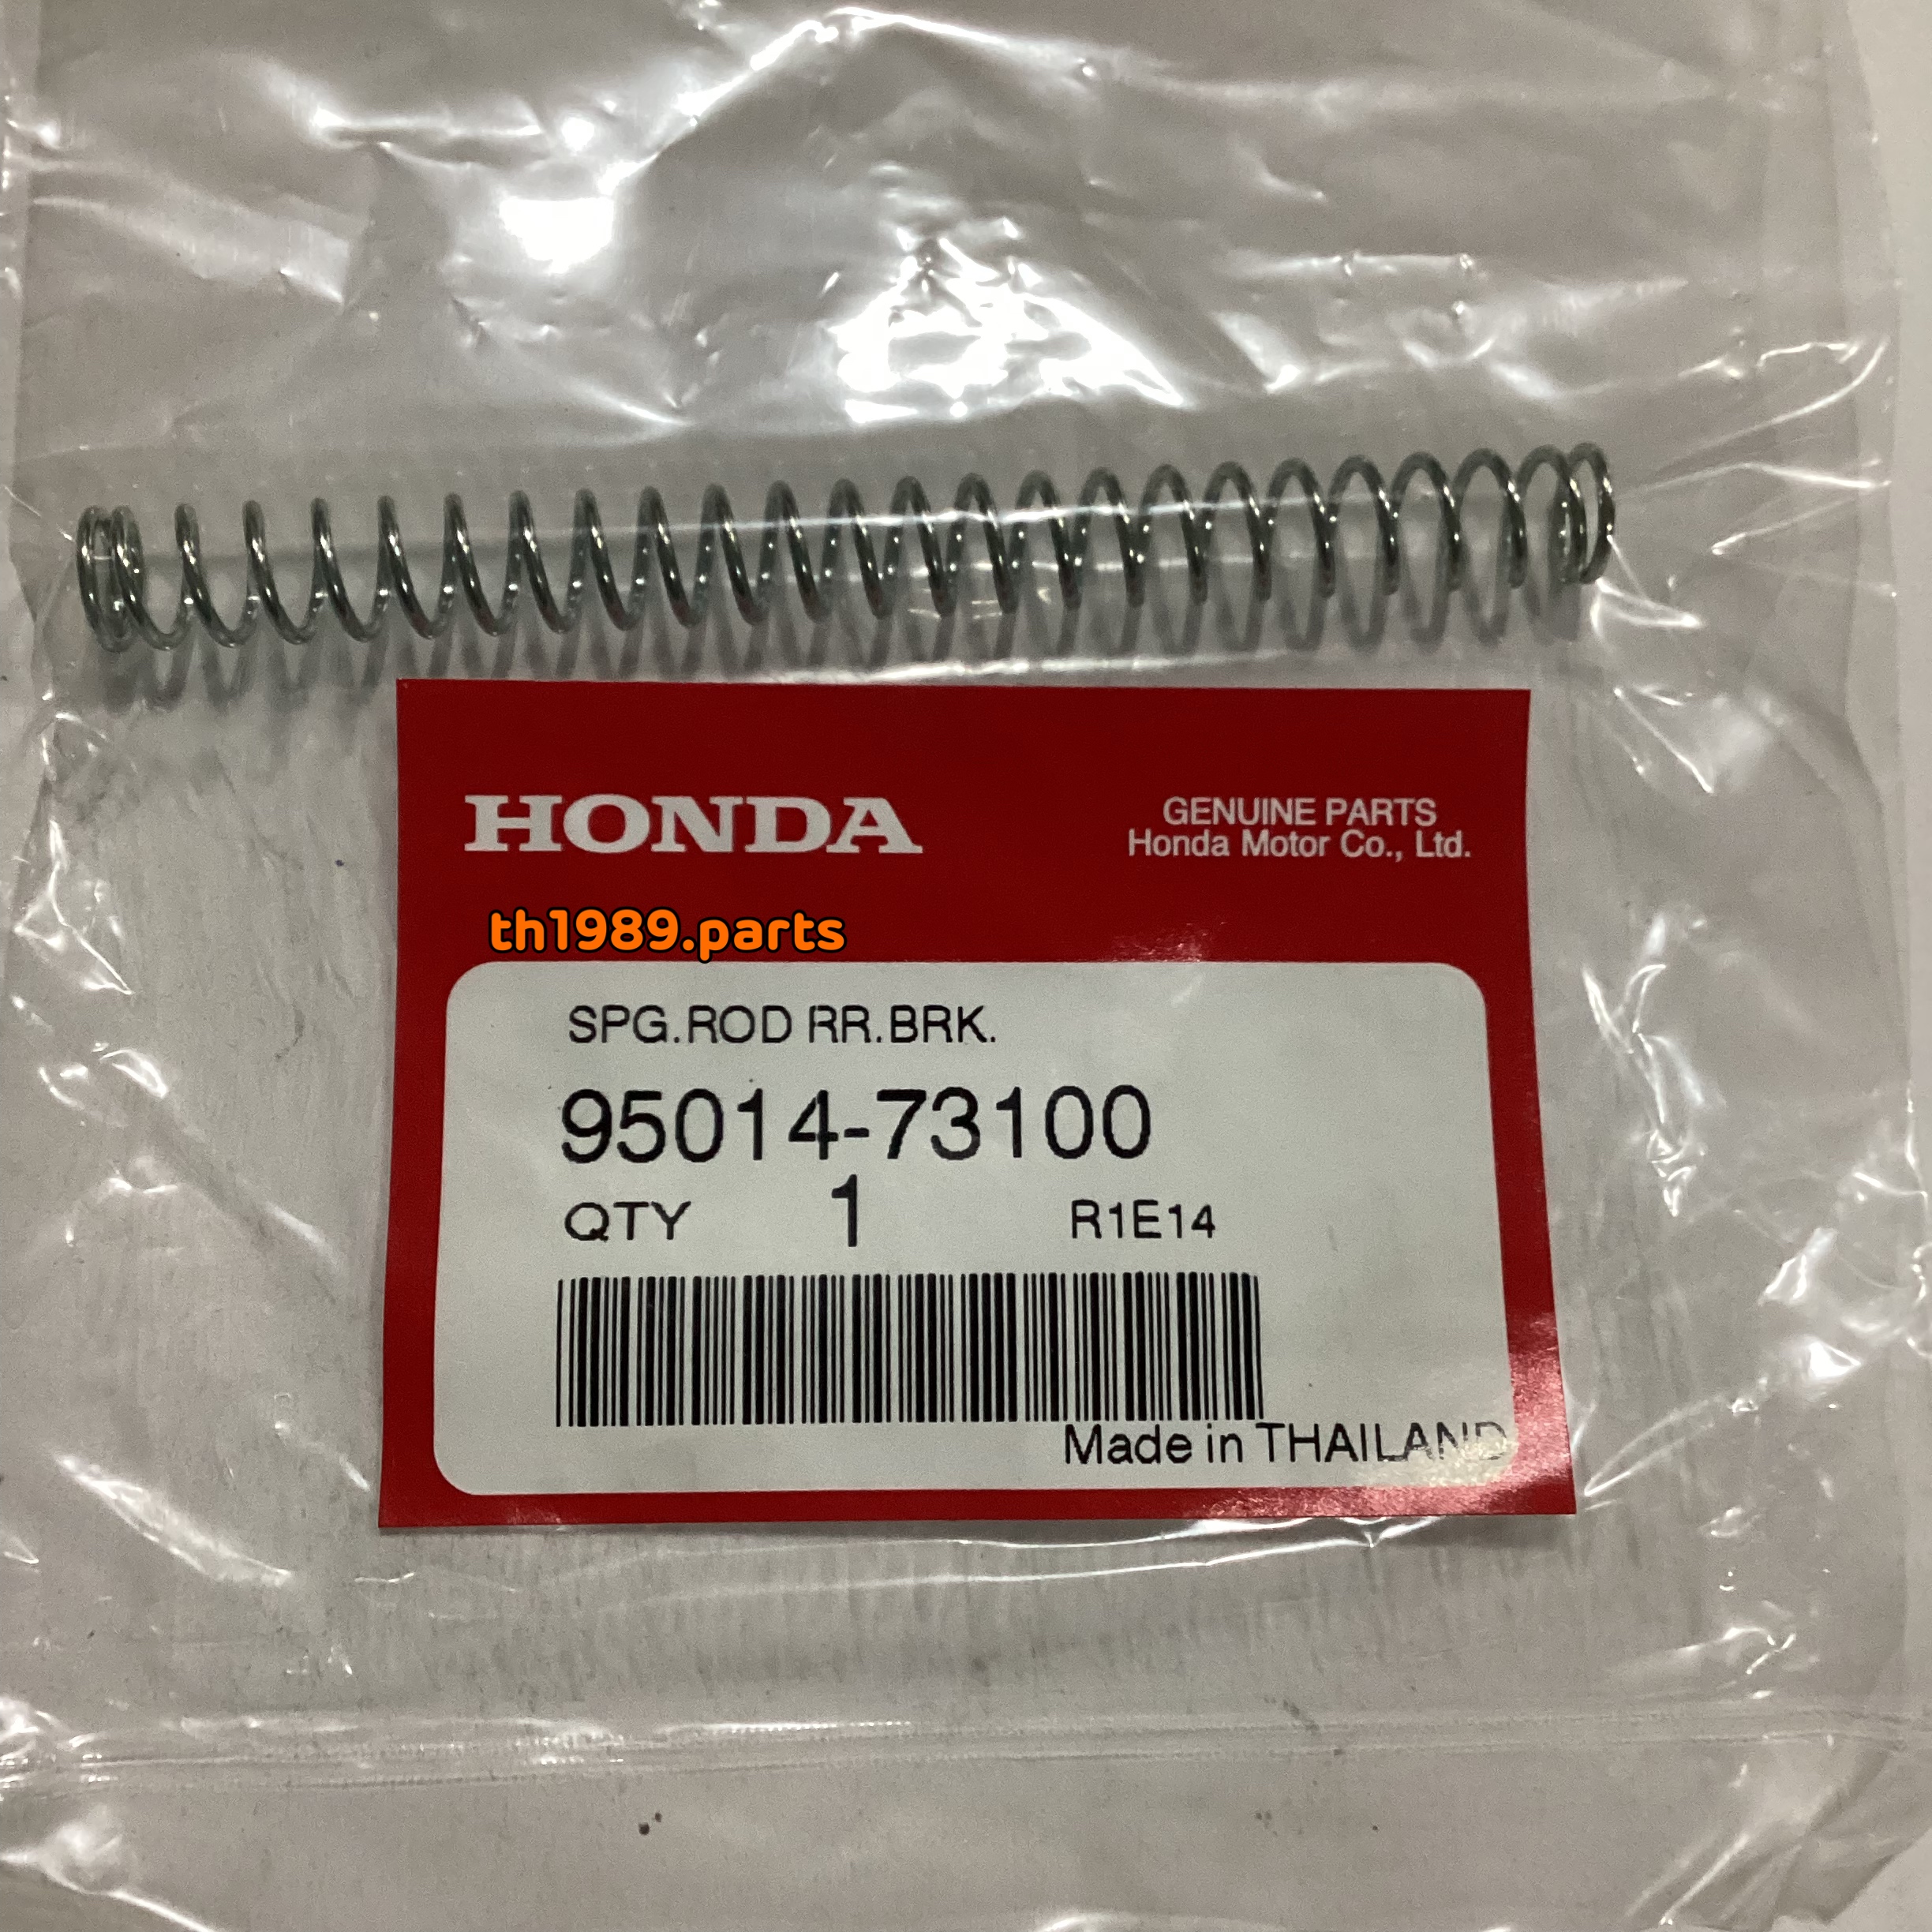 HONDA
GENUINE PARTS
Honda Motor Co., Ltd.
th1989.parts
SPG.ROD RR.BRK.
95014-73100
QTY 1 R1E14
Made in THAILAND